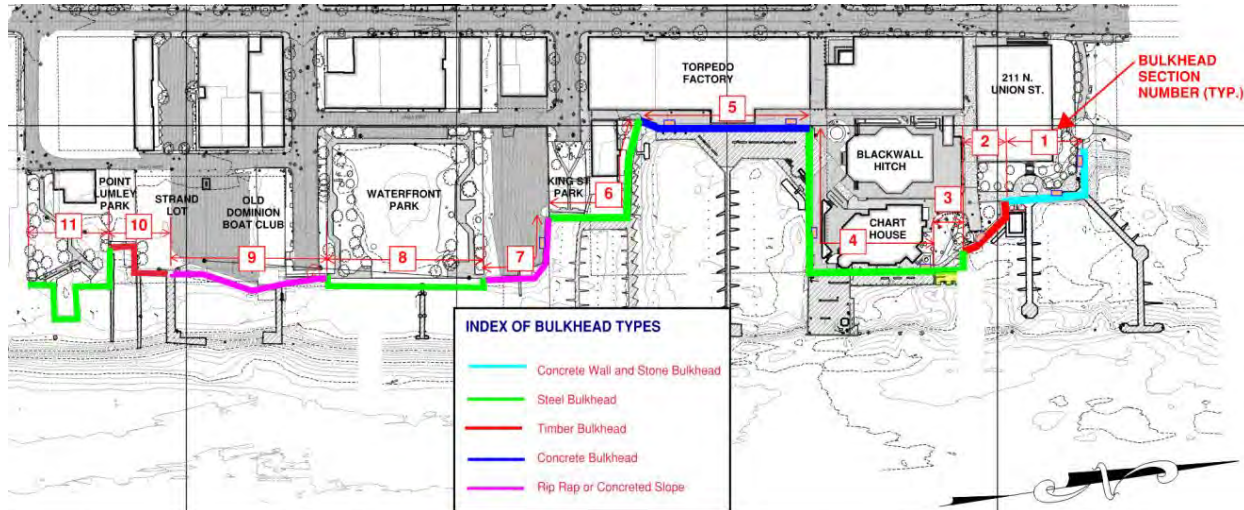 TORPEDO
FACTORY
211 N.
UNION ST.
BULKHEAD
SECTION
NUMBER (TYP.)
5
2
1
BLACKWALL
HITCH
POINT
LUMLEY
PARK
STRAND
LOT
OLD
DOMINION
BOAT CLUB
WATERFRONT
PARK
KING ST.
PARK
6
3
CHART
HOUSE
4
11
10
9
8
7
INDEX OF BULKHEAD TYPES
Concrete Wall and Stone Bulkhead
Steel Bulkhead
Timber Bulkhead
Concrete Bulkhead
Rip Rap or Concreted Slope
N